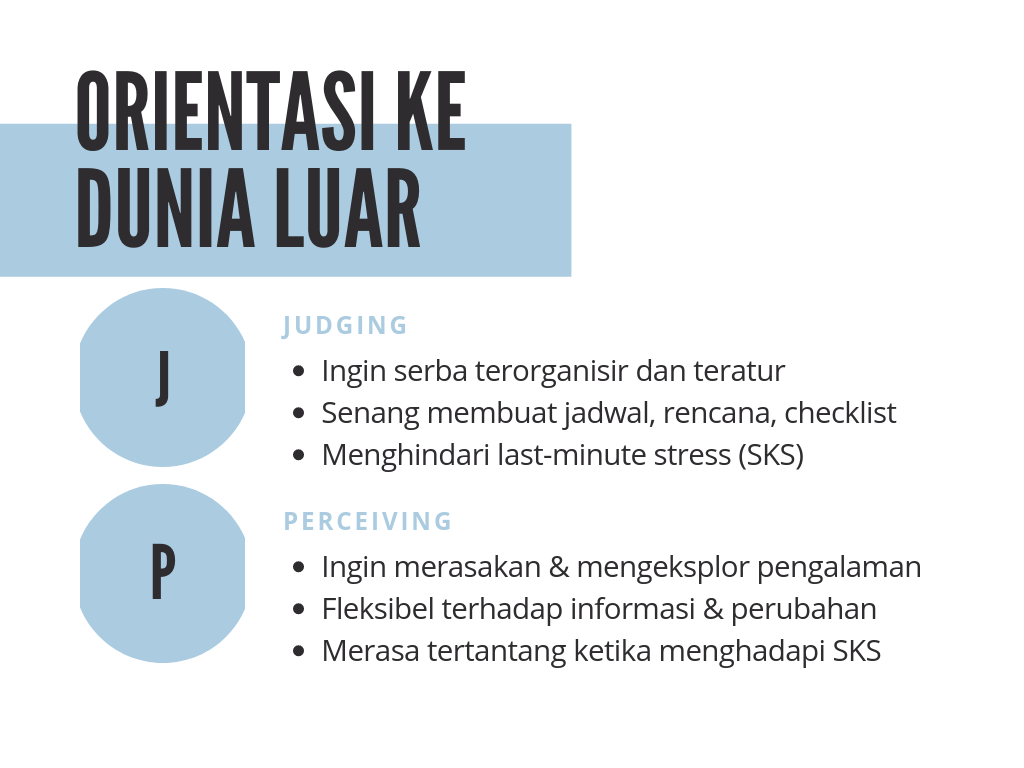 ORIENTASI KE
DUNIA LUAR
J
JUDGING
• Ingin serba terorganisir dan teratur
• Senang membuat jadwal, rencana, checklist
• Menghindari last-minute stress (SKS)
P
PERCEIVING
• Ingin merasakan & mengeksplor pengalaman
• Fleksibel terhadap informasi & perubahan
• Merasa tertantang ketika menghadapi SKS